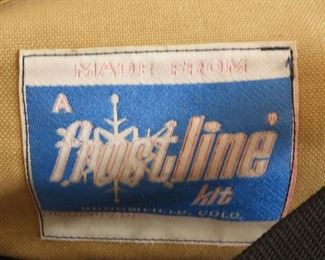 MADE FROM
A
frostline®
kit
BROOMFIELD, COLO.